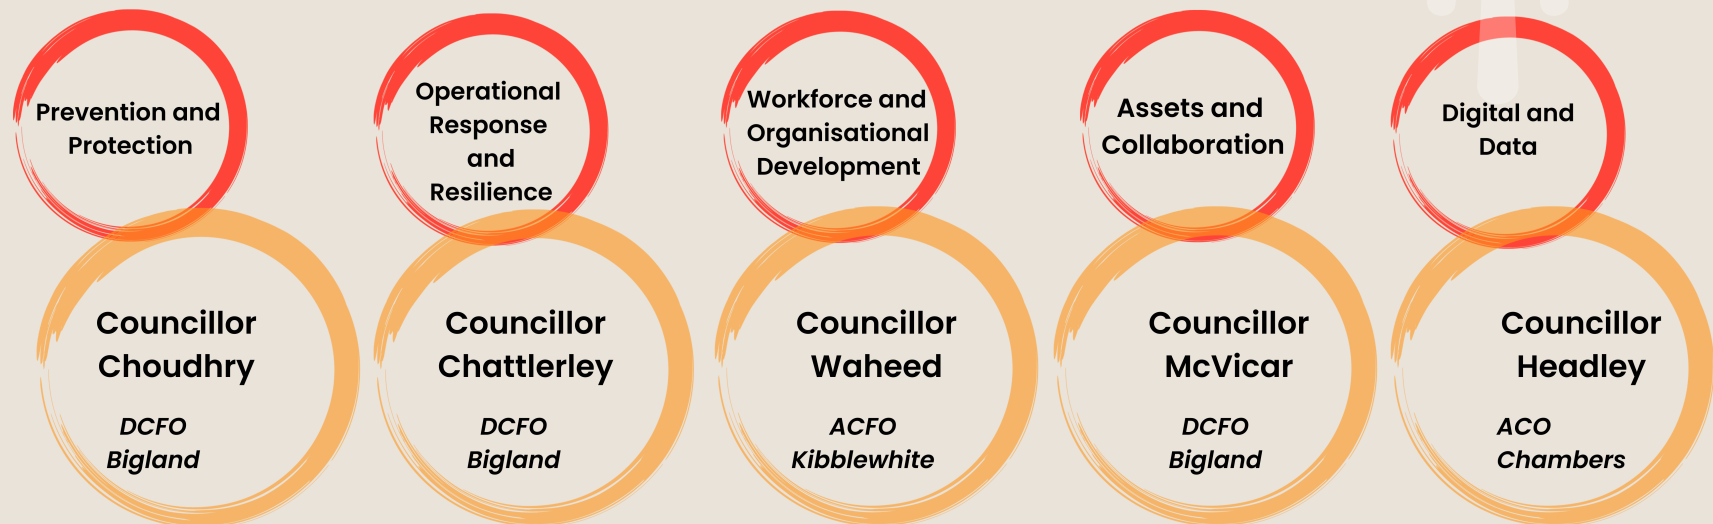 Prevention and
Protection
Operational
Response
and
Resilience
Workforce and
Organisational
Development
Assets and
Collaboration
Digital and
Data
Councillor
Choudhry
DCFO
Bigland
Councillor
Chattlerley
DCFO
Bigland
Councillor
Waheed
ACFO
Kibblewhite
Councillor
McVicar
DCFO
Bigland
Councillor
Headley
ACO
Chambers